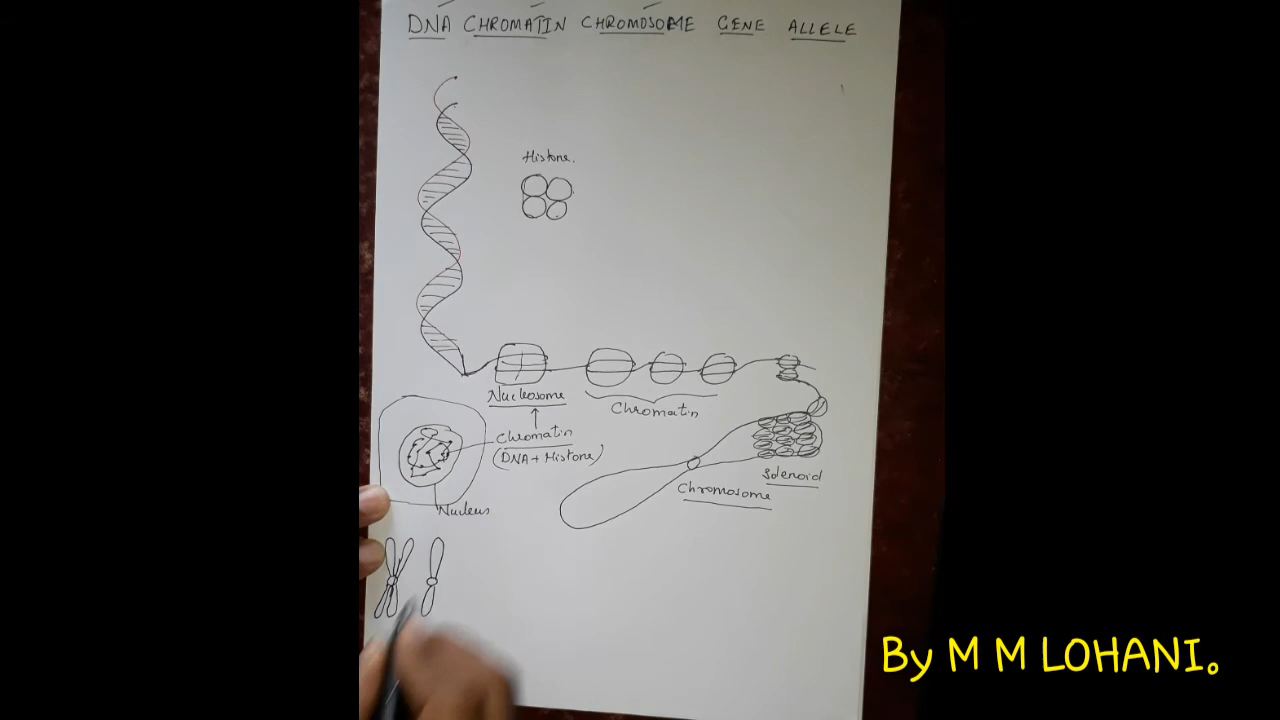 DNA CHROMATIN CHROMOSOME GENE ALLELE
Histone.
Nucleosome
Chromatin
Chromatin
(DNA + Histone)
Solenoid
Chromosome
Nucleus
By M M LOHANI.